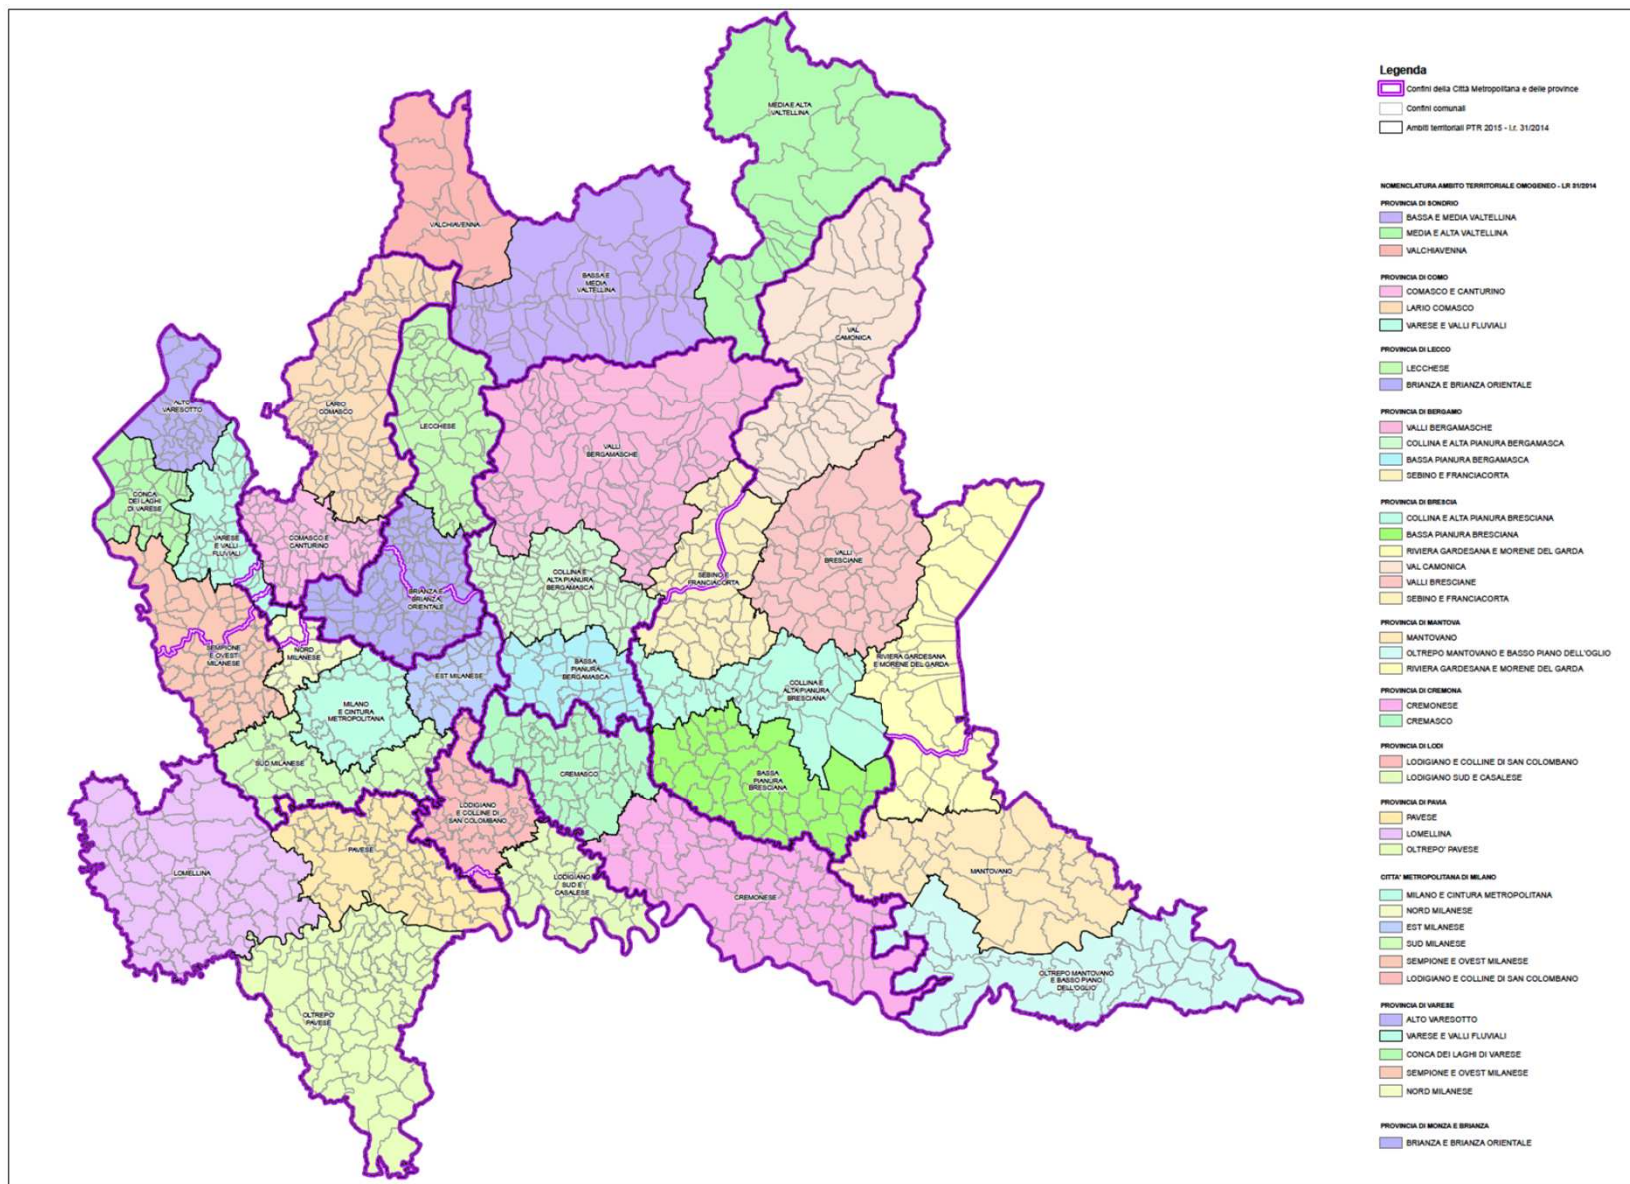 MEDIA E ALTA
VALTELLINA
VALCHIAVENNA
BASSA E
MEDIA
VALTELLINA
VAL
CAMONICA
ALTO
VARESOTTO
LARIO
COMASCO
LECCHESE
VALLI
BERGAMASCHE
CONCA
DEI LAGHI
DI VARESE
VARESE
E VALLI
FLUVIALI
COMASCO E
CANTURINO
VALLI
BRESCIANE
COLLINA E
ALTA PIANURA
BERGAMASCA
SEBINO E
FRANCIACORTA
BRIANZA E
BRIANZA
ORIENTALE
SEMPIONE
E OVEST
MILANESE
NORD
MILANESE
EST MILANESE
BASSA
PIANURA
BERGAMASCA
RIVIERA GARDESANA
E MORENE DEL GARDA
COLLINA E
ALTA PIANURA
BRESCIANA
MILANO
E CINTURA
METROPOLITANA
SUD MILANESE
CREMASCO
BASSA
PIANURA
BRESCIANA
LODIGIANO
E COLLINE DI
SAN COLOMBANO
PAVESE
LOMELLINA
LODIGIANO
SUD E
CASALESE
CREMONESE
MANTOVANO
OLTREPO MANTOVANO
E BASSO PIANO
DELL'OGLIO
OLTREPO'
PAVESE
Legenda
Confini della Città Metropolitana e delle province
Confini comunali
Ambiti territoriali PTR 2015 - l.r. 31/2014
NOMENCLATURA AMBITO TERRITORIALE OMOGENEO - LR 31/2014
PROVINCIA DI SONDRIO
BASSA E MEDIA VALTELLINA
MEDIA E ALTA VALTELLINA
VALCHIAVENNA
PROVINCIA DI COMO
COMASCO E CANTURINO
LARIO COMASCO
VARESE E VALLI FLUVIALI
PROVINCIA DI LECCO
LECCHESE
BRIANZA E BRIANZA ORIENTALE
PROVINCIA DI BERGAMO
VALLI BERGAMASCHE
COLLINA E ALTA PIANURA BERGAMASCA
BASSA PIANURA BERGAMASCA
SEBINO E FRANCIACORTA
PROVINCIA DI BRESCIA
COLLINA E ALTA PIANURA BRESCIANA
BASSA PIANURA BRESCIANA
RIVIERA GARDESANA E MORENE DEL GARDA
VAL CAMONICA
VALLI BRESCIANE
SEBINO E FRANCIACORTA
PROVINCIA DI MANTOVA
MANTOVANO
OLTREPO MANTOVANO E BASSO PIANO DELL'OGLIO
RIVIERA GARDESANA E MORENE DEL GARDA
PROVINCIA DI CREMONA
CREMONESE
CREMASCO
PROVINCIA DI LODI
LODIGIANO E COLLINE DI SAN COLOMBANO
LODIGIANO SUD E CASALESE
PROVINCIA DI PAVIA
PAVESE
LOMELLINA
OLTREPO' PAVESE
CITTA' METROPOLITANA DI MILANO
MILANO E CINTURA METROPOLITANA
NORD MILANESE
EST MILANESE
SUD MILANESE
SEMPIONE E OVEST MILANESE
LODIGIANO E COLLINE DI SAN COLOMBANO
PROVINCIA DI VARESE
ALTO VARESOTTO
VARESE E VALLI FLUVIALI
CONCA DEI LAGHI DI VARESE
SEMPIONE E OVEST MILANESE
NORD MILANESE
PROVINCIA DI MONZA E BRIANZA
BRIANZA E BRIANZA ORIENTALE